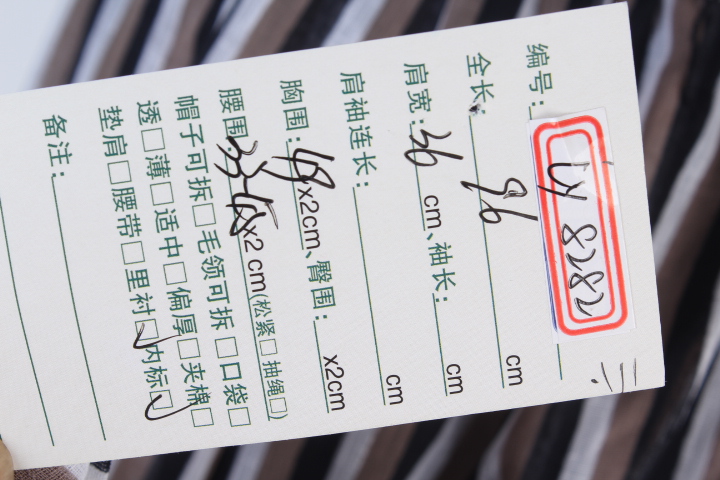 编号: LY 8282
全长: 96 cm
肩宽: 36 cm、袖长: cm
肩袖连长: cm
胸围: 49 x2cm、臀围: x2cm
腰围: x2 cm(松紧□ 抽绳□)
帽子可拆□ 毛领可拆□ 口袋□
透□ 薄□ 适中□ 偏厚□ 夹棉□
垫肩□ 腰带□ 里衬☑ 内标☑
备注: